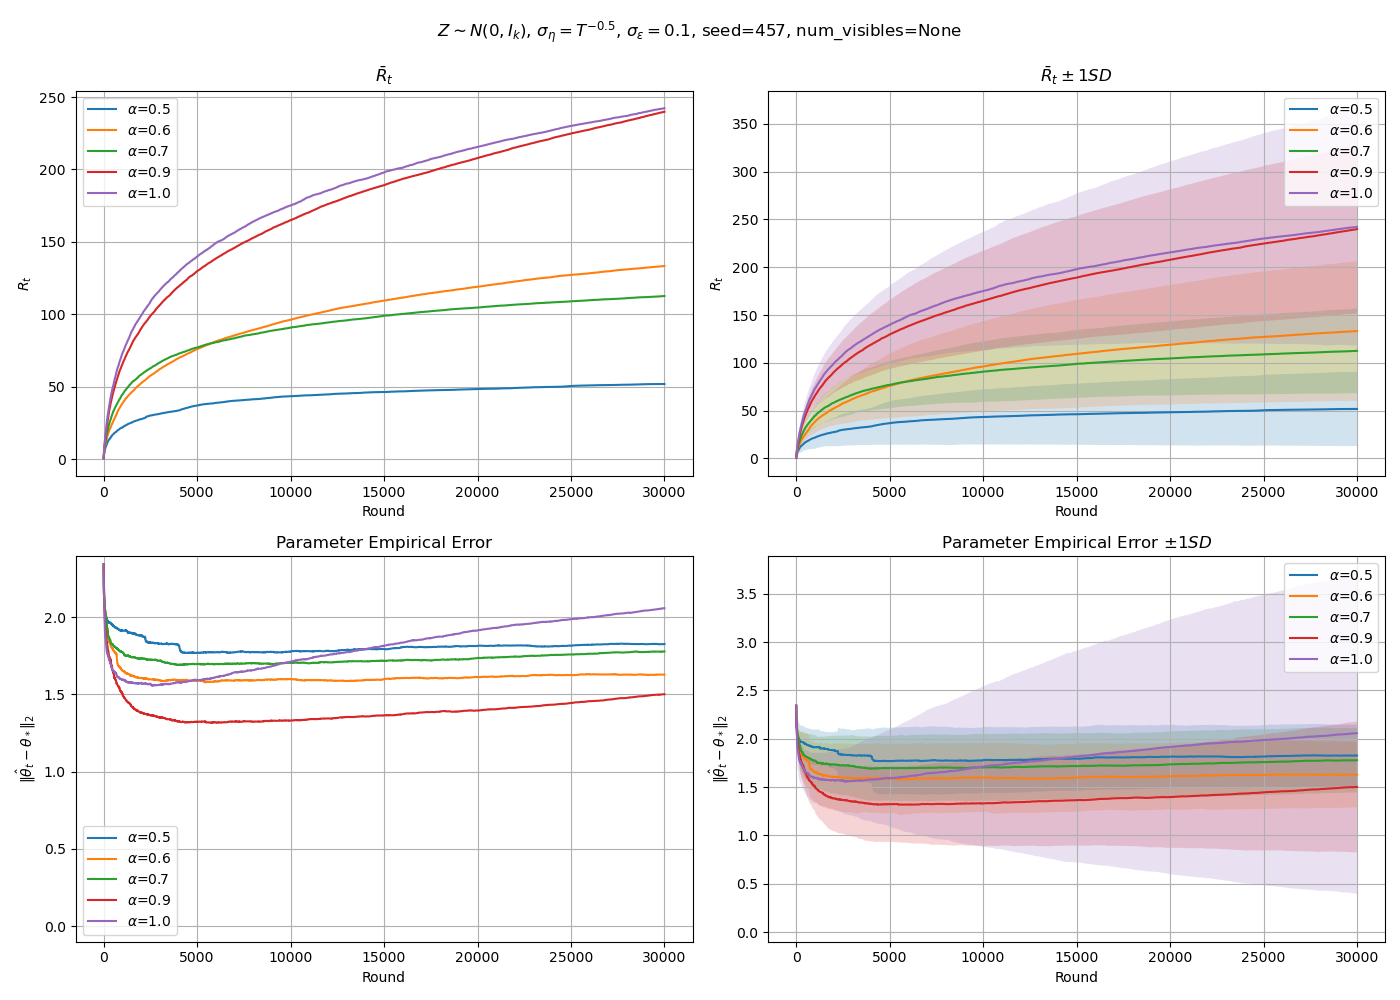 Z ∼ N(0, I_k), σ_η = T^{−0.5}, σ_ε = 0.1, seed=457, num_visibles=None
R̄_t
R_t
250
200
150
100
50
0
α=0.5
α=0.6
α=0.7
α=0.9
α=1.0
0 5000 10000 15000 20000 25000 30000
Round
R̄_t ± 1SD
R_t
350
300
250
200
150
100
50
0
α=0.5
α=0.6
α=0.7
α=0.9
α=1.0
0 5000 10000 15000 20000 25000 30000
Round
Parameter Empirical Error
‖θ̂_t − θ_*‖_2
2.0
1.5
1.0
0.5
0.0
α=0.5
α=0.6
α=0.7
α=0.9
α=1.0
0 5000 10000 15000 20000 25000 30000
Round
Parameter Empirical Error ±1SD
‖θ̂_t − θ_*‖_2
3.5
3.0
2.5
2.0
1.5
1.0
0.5
0.0
α=0.5
α=0.6
α=0.7
α=0.9
α=1.0
0 5000 10000 15000 20000 25000 30000
Round